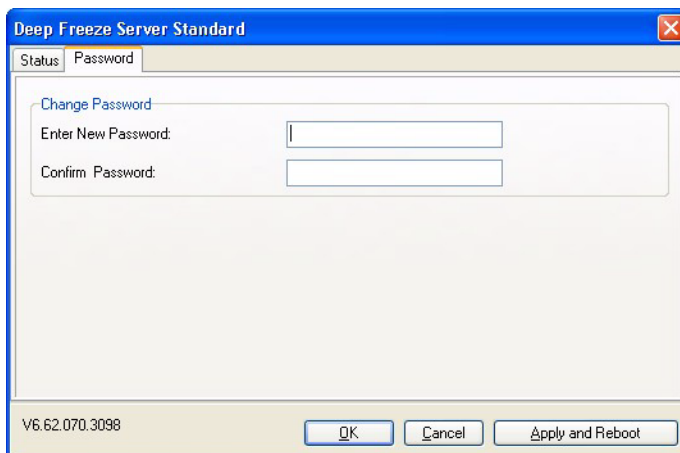 Deep Freeze Server Standard
Status Password
Change Password
Enter New Password:
Confirm Password:
V6.62.070.3098
OK Cancel Apply and Reboot